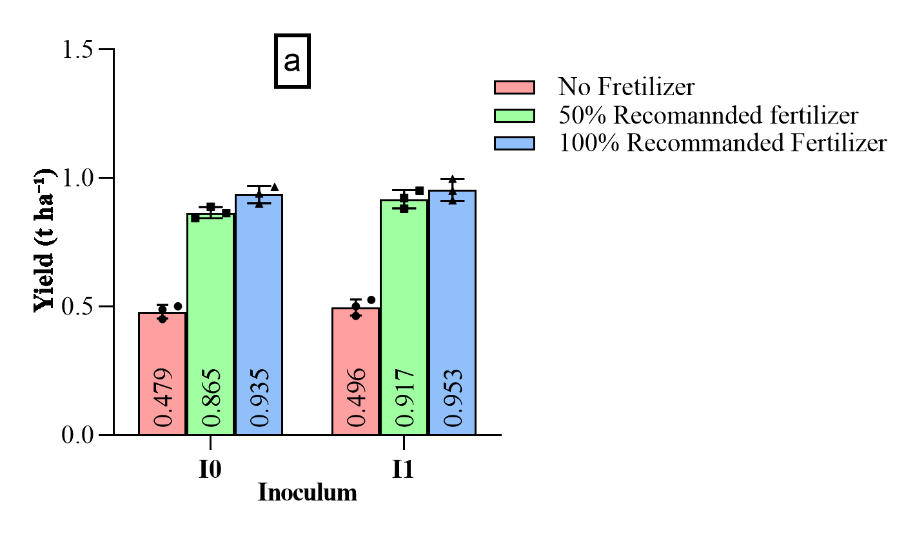 a
1.5
1.0
0.5
0.0
Yield (t ha⁻¹)
No Fretilizer
50% Recomannded fertilizer
100% Recommanded Fertilizer
0.479
0.865
0.935
0.496
0.917
0.953
I0
I1
Inoculum